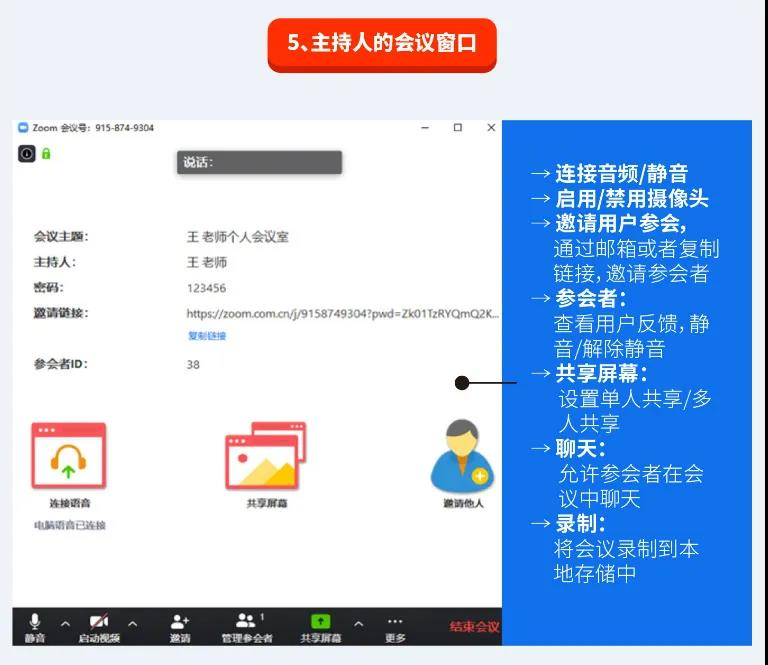 5、主持人的会议窗口
Zoom 会议号：915-874-9304
说话：
会议主题：
王 老师个人会议室
主持人：
王 老师
密码：
123456
邀请链接：
https://zoom.com.cn/j/9158749304?pwd=Zk01TzRYQmQ2K...
复制链接
参会者ID：
38
连接语音
共享屏幕
邀请他人
电脑语音已连接
静音
启动视频
邀请
1
管理参会者
共享屏幕
更多
结束会议
→ 连接音频/静音
→ 启用/禁用摄像头
→ 邀请用户参会，
通过邮箱或者复制
链接，邀请参会者
→ 参会者：
查看用户反馈，静
音/解除静音
→ 共享屏幕：
设置单人共享/多
人共享
→ 聊天：
允许参会者在会
议中聊天
→ 录制：
将会议录制到本
地存储中